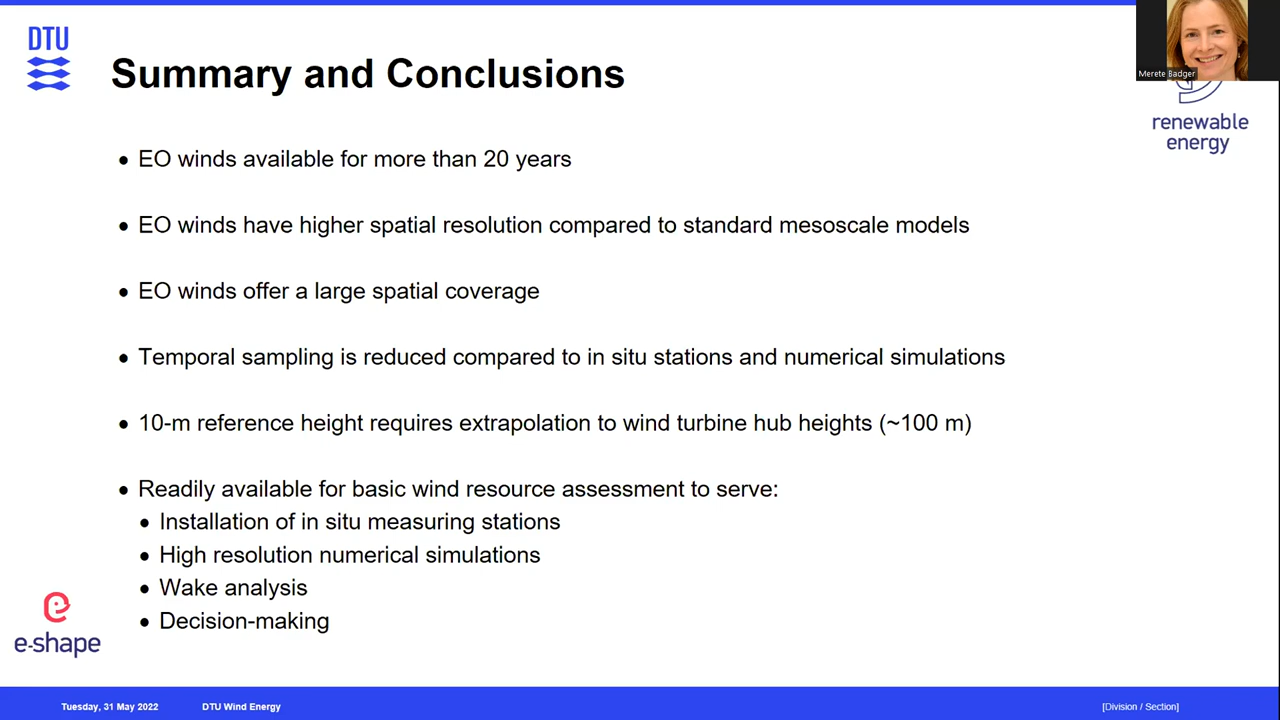 DTU
Summary and Conclusions
Merete Badger
renewable
energy
• EO winds available for more than 20 years
• EO winds have higher spatial resolution compared to standard mesoscale models
• EO winds offer a large spatial coverage
• Temporal sampling is reduced compared to in situ stations and numerical simulations
• 10-m reference height requires extrapolation to wind turbine hub heights (~100 m)
• Readily available for basic wind resource assessment to serve:
• Installation of in situ measuring stations
• High resolution numerical simulations
• Wake analysis
• Decision-making
e-shape
Tuesday, 31 May 2022 DTU Wind Energy [Division / Section]